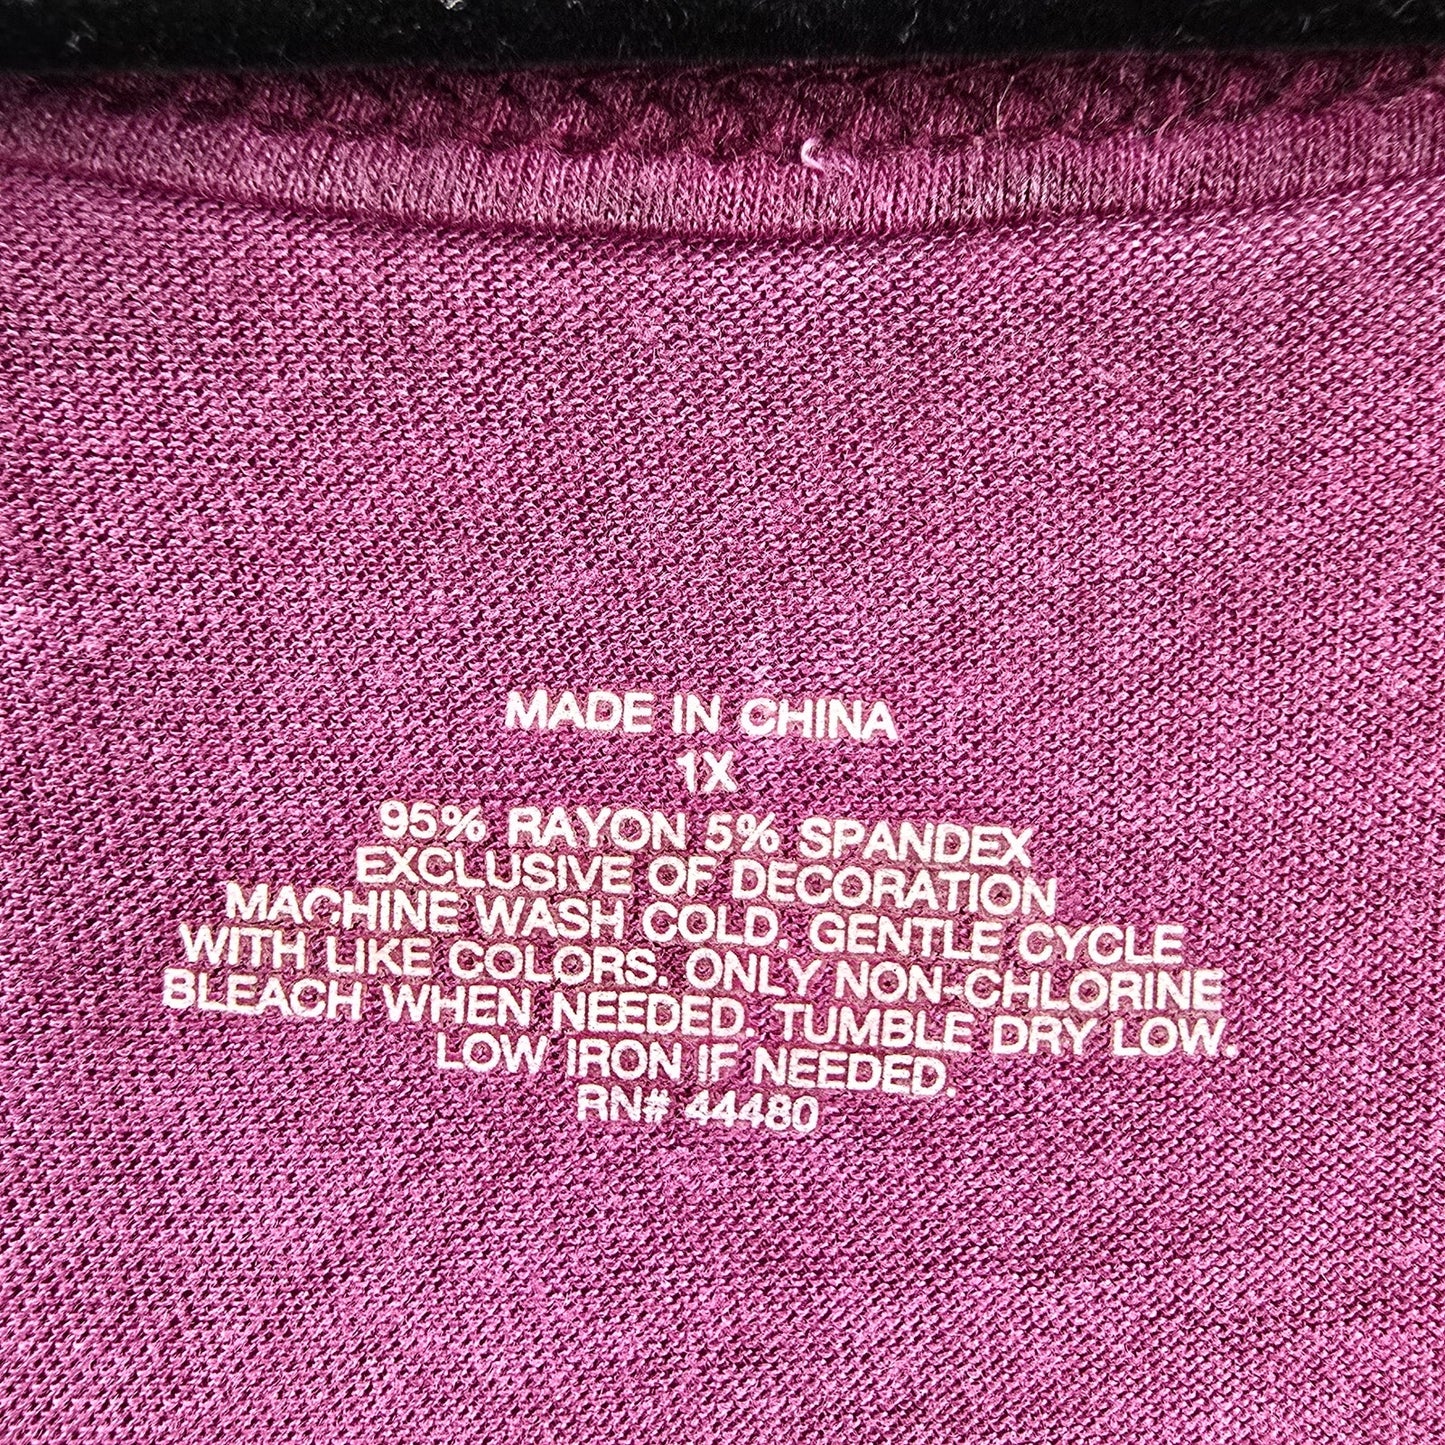 MADE IN CHINA
1X
95% RAYON 5% SPANDEX
EXCLUSIVE OF DECORATION
MACHINE WASH COLD, GENTLE CYCLE
WITH LIKE COLORS. ONLY NON-CHLORINE
BLEACH WHEN NEEDED. TUMBLE DRY LOW.
LOW IRON IF NEEDED.
RN# 44480